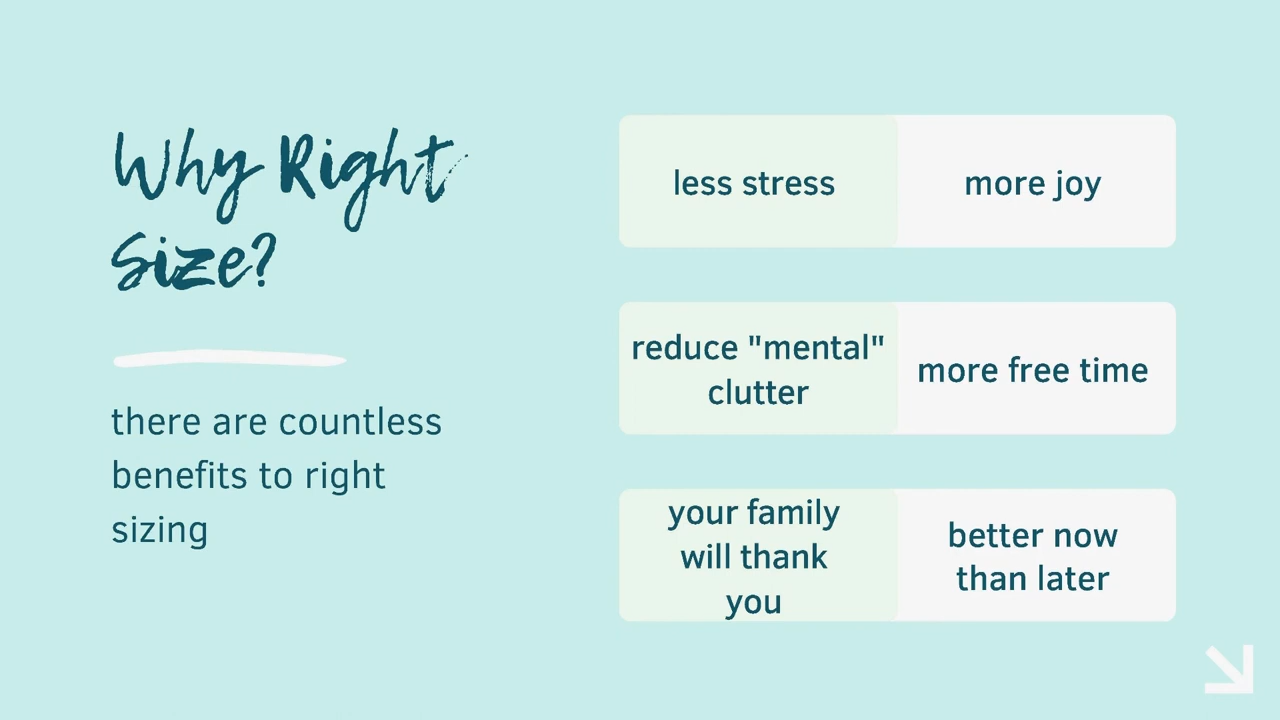 Why Right
Size?
there are countless
benefits to right
sizing
less stress
more joy
reduce "mental"
clutter
more free time
your family
will thank
you
better now
than later